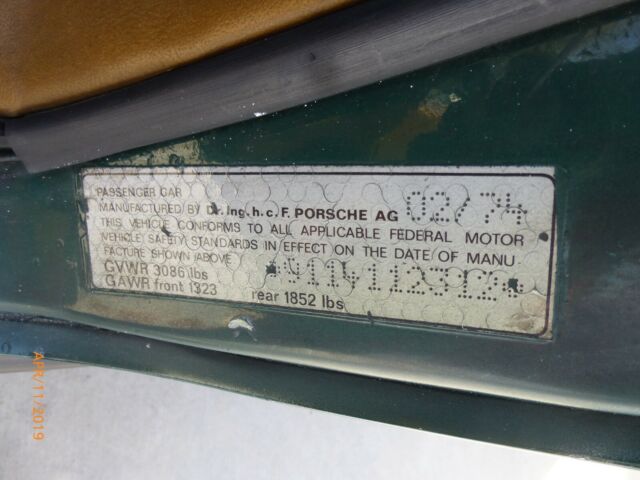 PASSENGER CAR
MANUFACTURED BY Dr. Ing. h. c. F. PORSCHE AG 02/74
THIS VEHICLE CONFORMS TO ALL APPLICABLE FEDERAL MOTOR
VEHICLE SAFETY STANDARDS IN EFFECT ON THE DATE OF MANU
FACTURE SHOWN ABOVE
GVWR 3086 lbs *9114112312*
GAWR front 1323 rear 1852 lbs
APR/11/2019